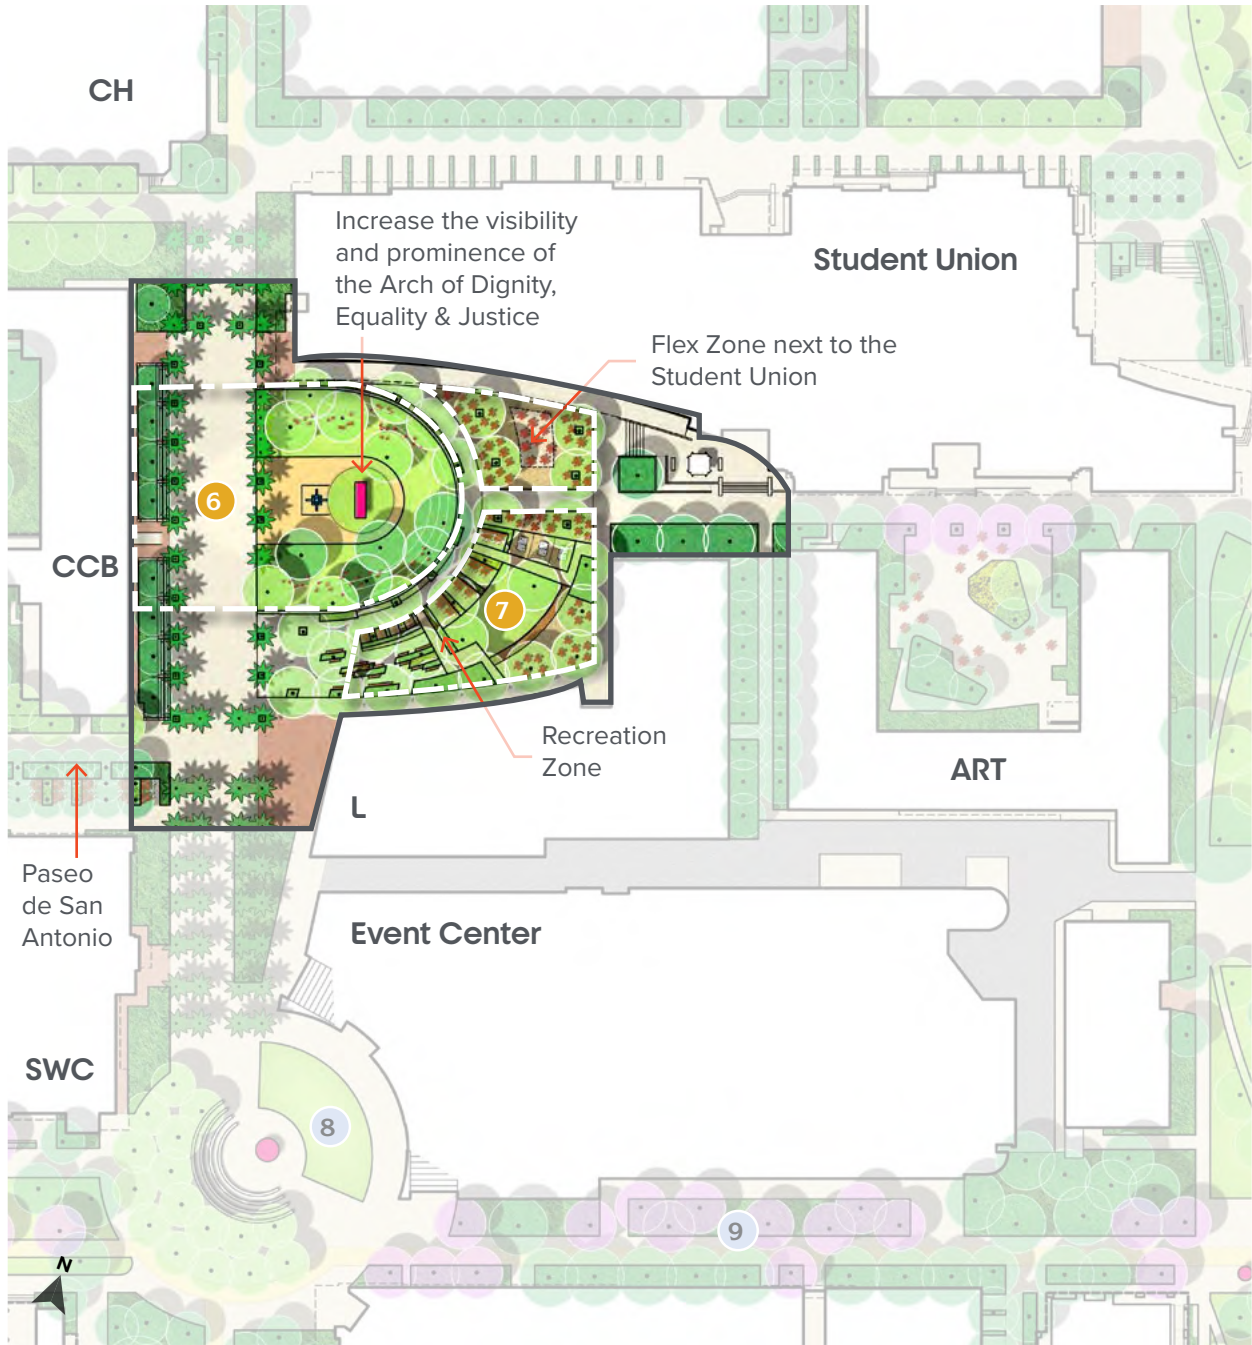 CH
Increase the visibility
and prominence of
the Arch of Dignity,
Equality & Justice
Student Union
Flex Zone next to the
Student Union
6
CCB
7
Recreation
Zone
ART
L
Paseo
de San
Antonio
Event Center
SWC
8
9
N